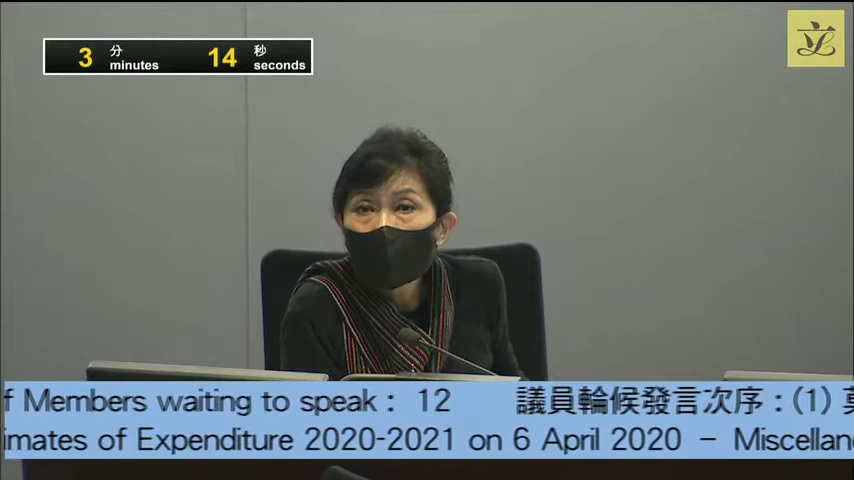 3 分 minutes 14 秒 seconds
立
f Members waiting to speak : 12 議員輪候發言次序 : (1)
imates of Expenditure 2020-2021 on 6 April 2020 – Miscellan